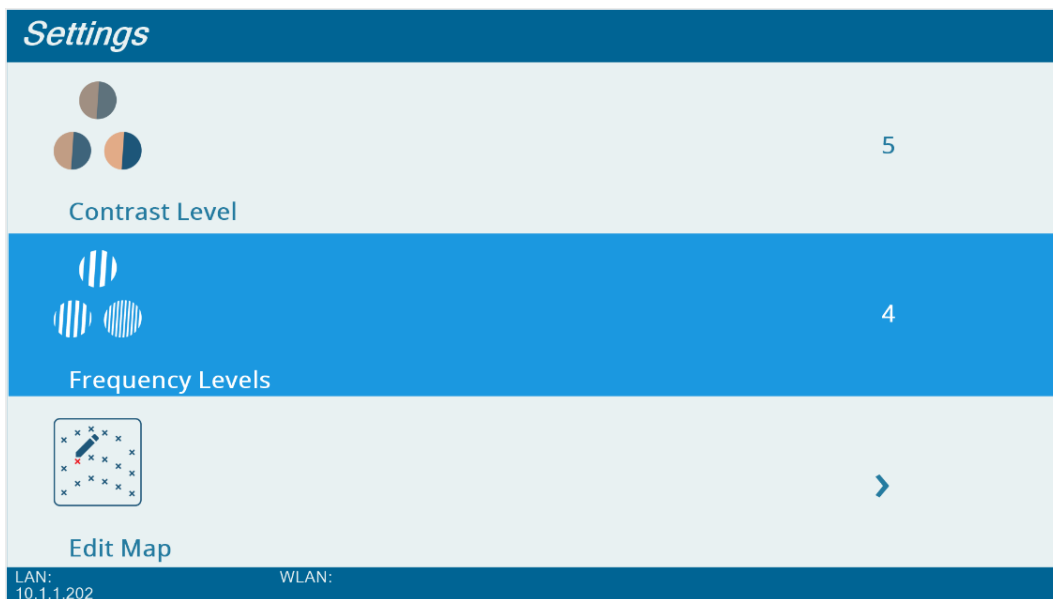 Settings
5
Contrast Level
4
Frequency Levels
Edit Map
LAN: WLAN:
10.1.1.202